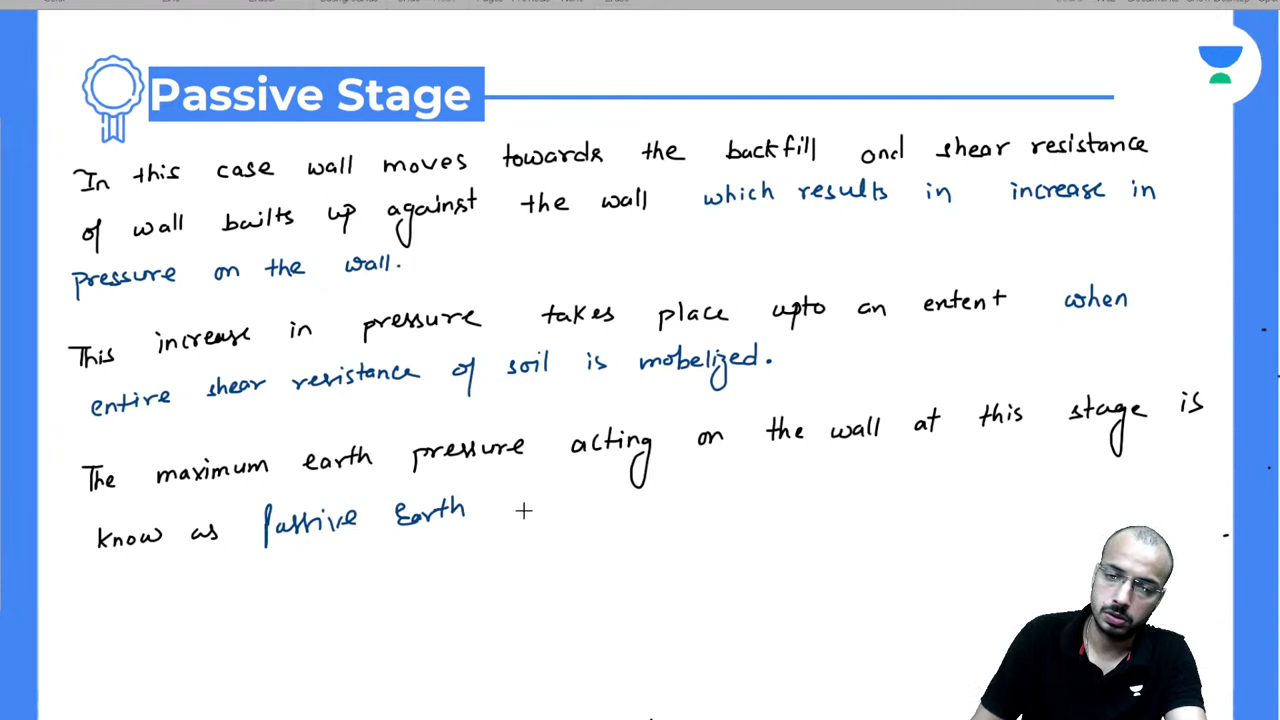 Passive Stage
In this case wall moves towards the backfill and shear resistance
of wall bailts up against the wall which results in increase in
pressure on the wall.
This increase in pressure takes place upto an entent when
entire shear resistance of soil is mobelized.
The maximum earth pressure acting on the wall at this stage is
know as Passive Earth